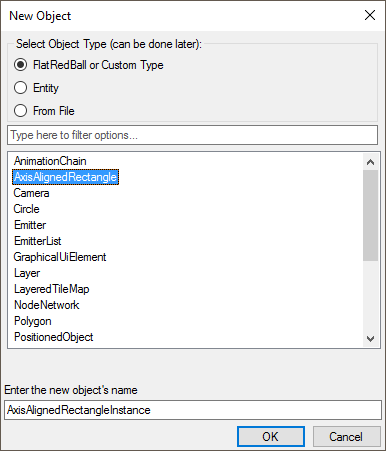 New Object
Select Object Type (can be done later):
FlatRedBall or Custom Type
Entity
From File
Type here to filter options...
AnimationChain
AxisAlignedRectangle
Camera
Circle
Emitter
EmitterList
GraphicalUiElement
Layer
LayeredTileMap
NodeNetwork
Polygon
PositionedObject
Enter the new object's name
AxisAlignedRectangleInstance
OK
Cancel